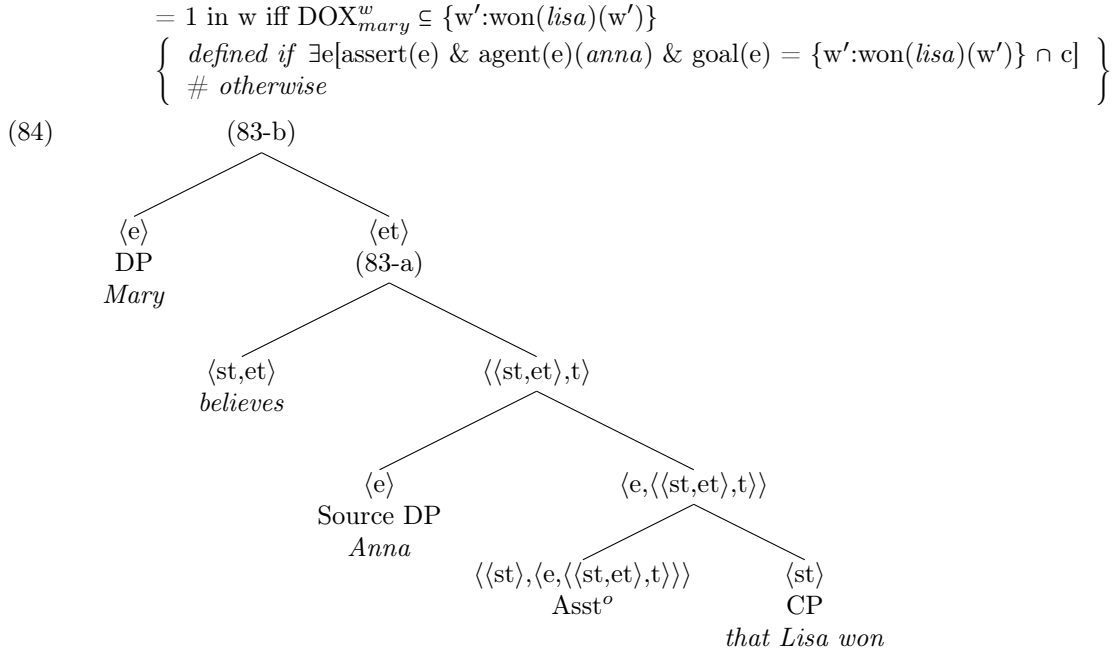 = 1 in w iff DOX^w_{mary} ⊆ {w′:won(lisa)(w′)}
{ defined if ∃e[assert(e) & agent(e)(anna) & goal(e) = {w′:won(lisa)(w′)} ∩ c] }
# otherwise
(84) (83-b)
⟨e⟩ ⟨et⟩
DP (83-a)
Mary
⟨st,et⟩ ⟨⟨st,et⟩,t⟩
believes
⟨e⟩ ⟨e,⟨⟨st,et⟩,t⟩⟩
Source DP
Anna
⟨⟨st⟩,⟨e,⟨⟨st,et⟩,t⟩⟩⟩ ⟨st⟩
Asst^o CP
that Lisa won